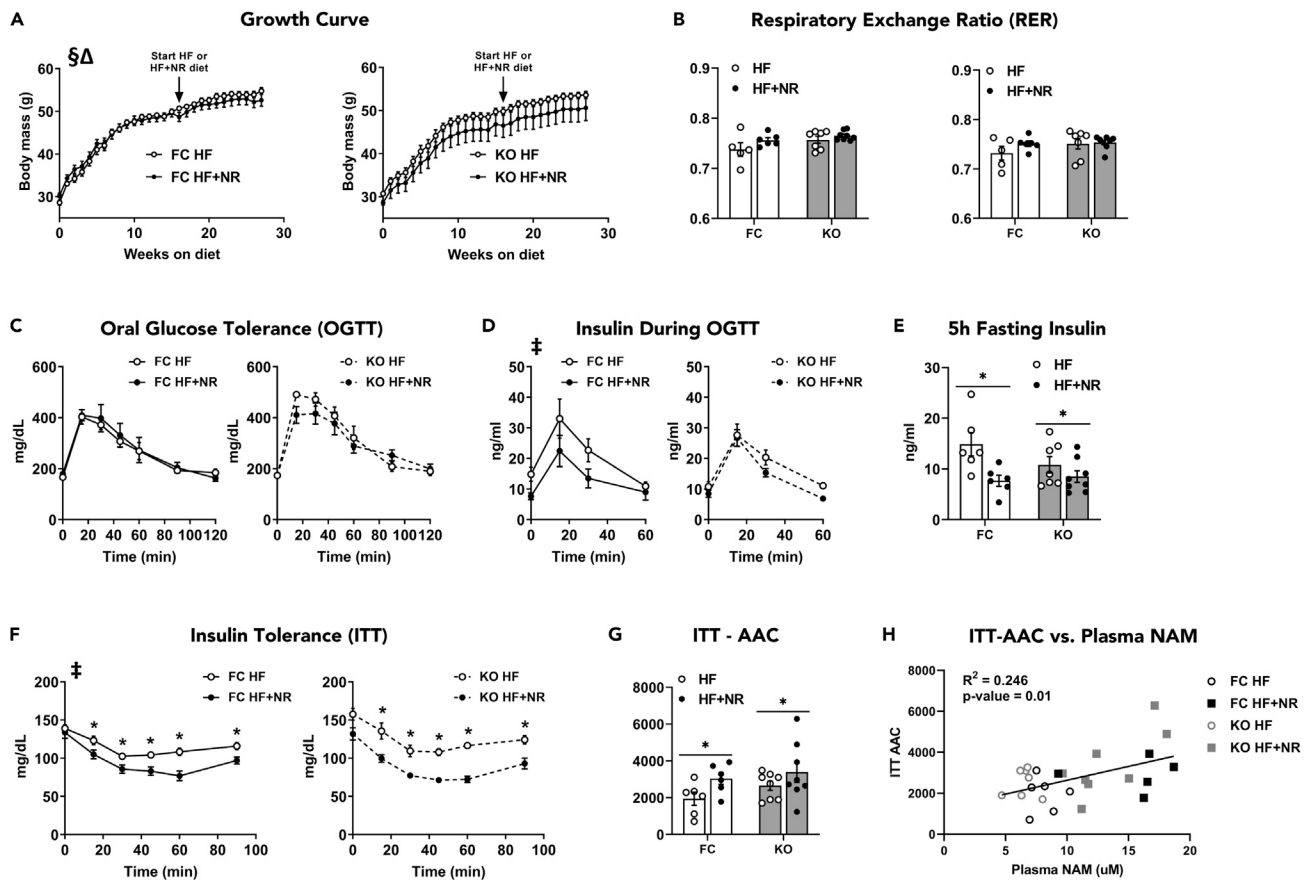 A
Growth Curve
§Δ
Start HF or
HF+NR diet
Body mass (g)
60
50
40
30
FC HF
FC HF+NR
0
10
20
30
Weeks on diet
Start HF or
HF+NR diet
Body mass (g)
60
50
40
30
KO HF
KO HF+NR
0
10
20
30
Weeks on diet
B
Respiratory Exchange Ratio (RER)
0.9
0.8
0.7
0.6
HF
HF+NR
FC
KO
0.9
0.8
0.7
0.6
HF
HF+NR
FC
KO
C
Oral Glucose Tolerance (OGTT)
mg/dL
600
400
200
0
FC HF
FC HF+NR
0 20 40 60 80 100 120
Time (min)
mg/dL
600
400
200
0
KO HF
KO HF+NR
0 20 40 60 80 100 120
Time (min)
D
Insulin During OGTT
‡
ng/ml
50
40
30
20
10
0
FC HF
FC HF+NR
0 20 40 60
Time (min)
ng/ml
50
40
30
20
10
0
KO HF
KO HF+NR
0 20 40 60
Time (min)
E
5h Fasting Insulin
ng/ml
30
20
10
0
HF
HF+NR
*
*
FC
KO
F
Insulin Tolerance (ITT)
‡
mg/dL
200
150
100
50
0
FC HF
FC HF+NR
* * * * *
0 20 40 60 80 100
Time (min)
mg/dL
200
150
100
50
0
KO HF
KO HF+NR
* * * * *
0 20 40 60 80 100
Time (min)
G
ITT - AAC
8000
6000
4000
2000
0
HF
HF+NR
*
*
FC
KO
H
ITT-AAC vs. Plasma NAM
ITT AAC
8000
6000
4000
2000
0
R² = 0.246
p-value = 0.01
FC HF
FC HF+NR
KO HF
KO HF+NR
0 5 10 15 20
Plasma NAM (uM)